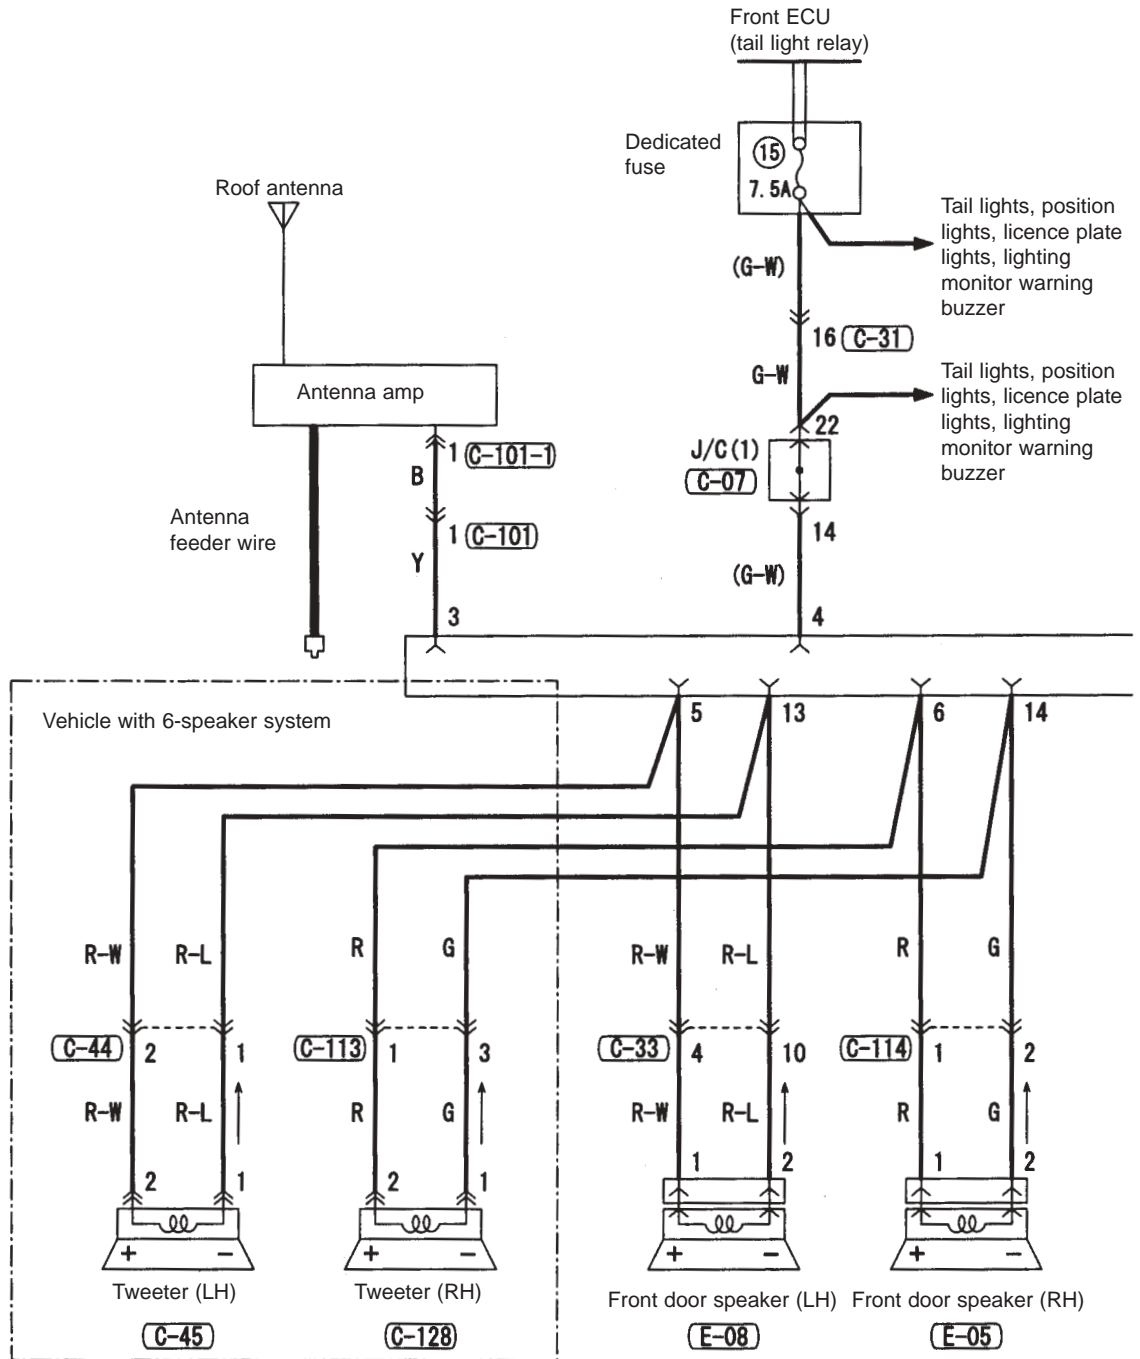 Front ECU
(tail light relay)
Dedicated
fuse
15
7.5A
Roof antenna
Tail lights, position
lights, licence plate
lights, lighting
monitor warning
buzzer
(G-W)
16 C-31
G-W
Tail lights, position
lights, licence plate
lights, lighting
monitor warning
buzzer
Antenna amp
22
J/C(1)
C-07
1 C-101-1
B
Antenna
feeder wire
1 C-101
14
Y
(G-W)
3
4
Vehicle with 6-speaker system
5
13
6
14
R-W
R-L
R
G
R-W
R-L
R
G
C-44
2
1
C-113
1
3
C-33
4
10
C-114
1
2
R-W
R-L
R
G
R-W
R-L
R
G
2
1
2
1
1
2
1
2
+
−
+
−
+
−
+
−
Tweeter (LH)
Tweeter (RH)
Front door speaker (LH)
Front door speaker (RH)
C-45
C-128
E-08
E-05